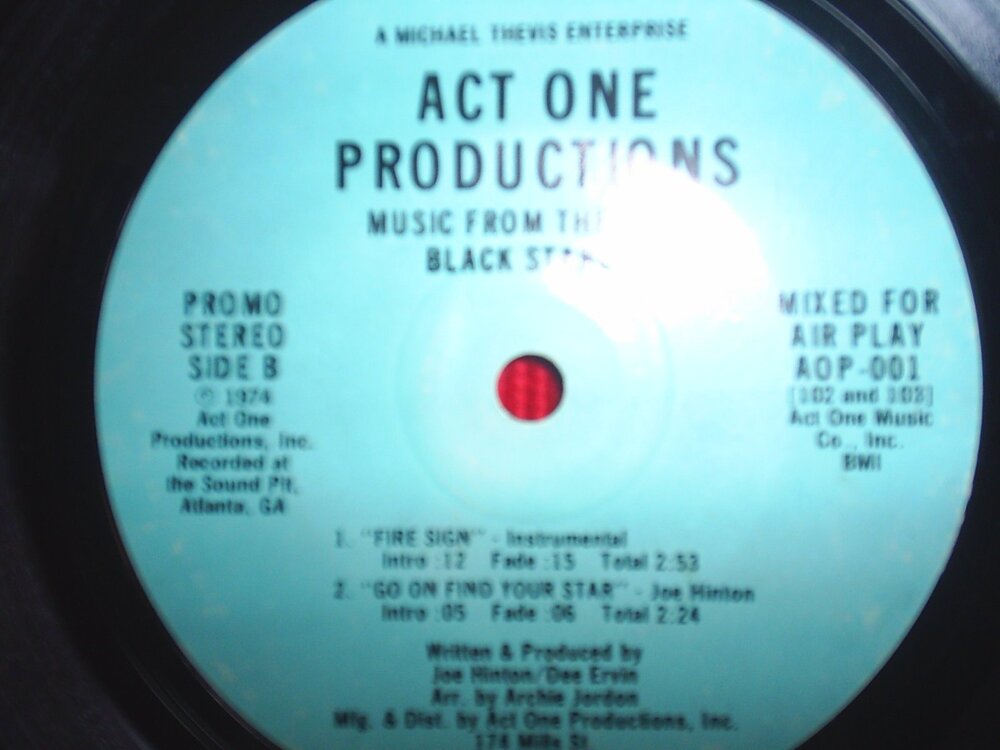 A MICHAEL THEVIS ENTERPRISE
ACT ONE
PRODUCTIONS
MUSIC FROM THE
BLACK
PROMO
STEREO
SIDE B
℗ 1974
Act One
Productions, Inc.
Recorded at
the Sound Pit,
Atlanta, GA
MIXED FOR
AIR PLAY
AOP-001
[102 and 103]
Act One Music
Co., Inc.
BMI
1. "FIRE SIGN" - Instrumental
Intro :12 Fade :15 Total 2:53
2. "GO ON FIND YOUR STAR" - Joe Hinton
Intro :05 Fade :06 Total 2:24
Written & Produced by
Joe Hinton/Dee Ervin
Arr. by Archie Jordon
Mfg. & Dist. by Act One Productions, Inc.
174 Mills St.